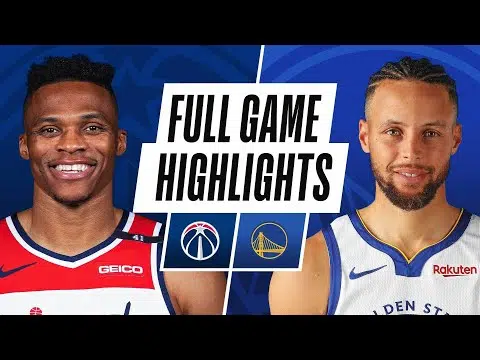 FULL GAME
HIGHLIGHTS
41
GEICO
Rakuten
LDEN STA